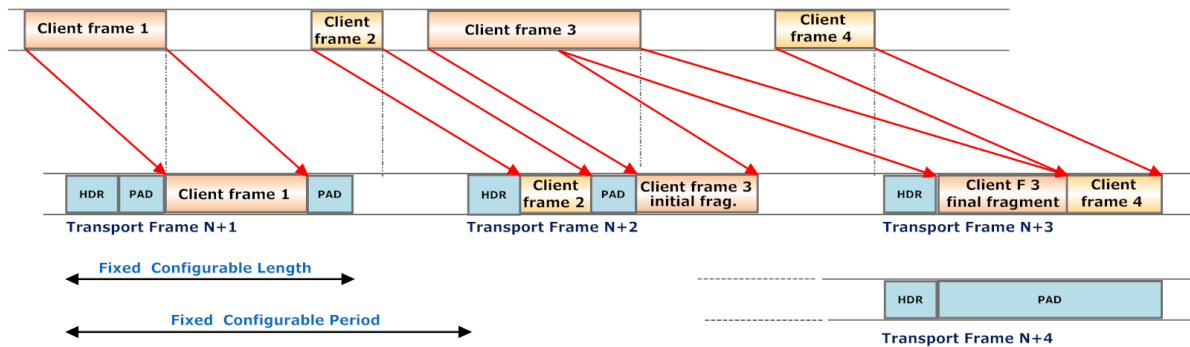 Client frame 1
Client
frame 2
Client frame 3
Client
frame 4
HDR
PAD
Client frame 1
PAD
HDR
Client
frame 2
PAD
Client frame 3
initial frag.
HDR
Client F 3
final fragment
Client
frame 4
Transport Frame N+1
Transport Frame N+2
Transport Frame N+3
Fixed Configurable Length
HDR
PAD
Fixed Configurable Period
Transport Frame N+4